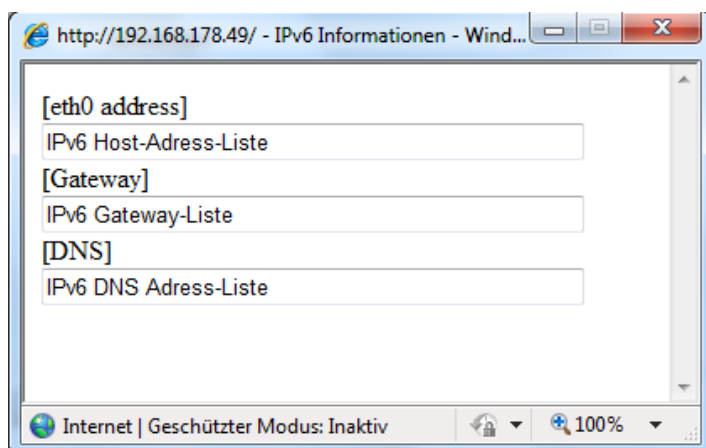 http://192.168.178.49/ - IPv6 Informationen - Wind...
[eth0 address]
IPv6 Host-Adress-Liste
[Gateway]
IPv6 Gateway-Liste
[DNS]
IPv6 DNS Adress-Liste
Internet | Geschützter Modus: Inaktiv
100%